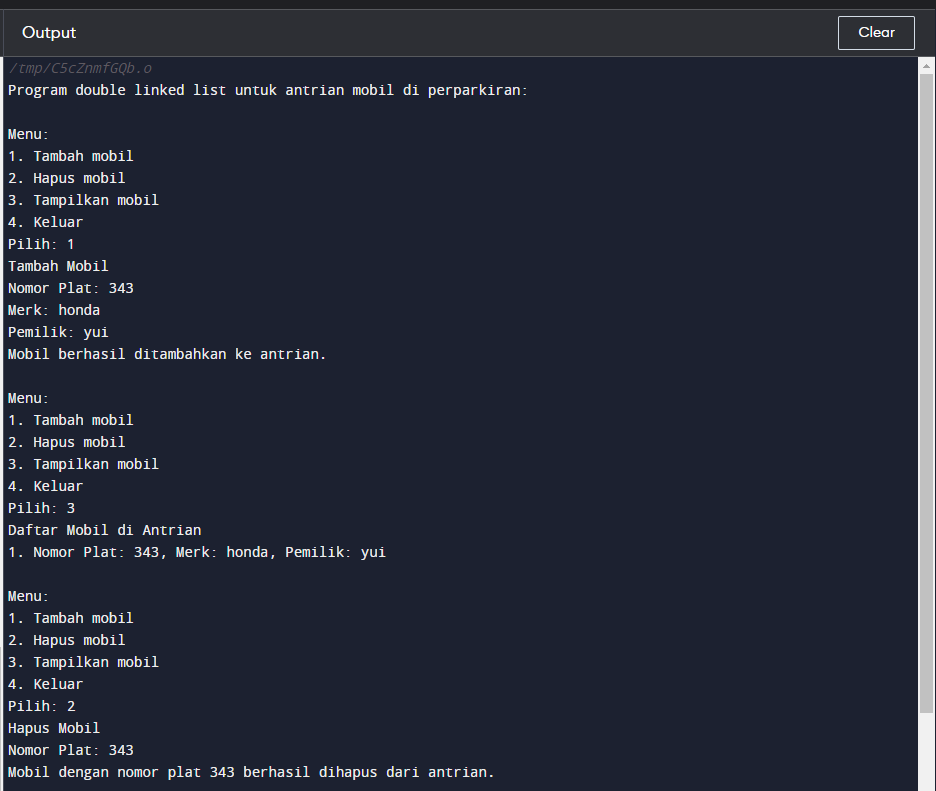 Output
Clear
/tmp/C5cZnmfGQb.o
Program double linked list untuk antrian mobil di perparkiran:
Menu:
1. Tambah mobil
2. Hapus mobil
3. Tampilkan mobil
4. Keluar
Pilih: 1
Tambah Mobil
Nomor Plat: 343
Merk: honda
Pemilik: yui
Mobil berhasil ditambahkan ke antrian.
Menu:
1. Tambah mobil
2. Hapus mobil
3. Tampilkan mobil
4. Keluar
Pilih: 3
Daftar Mobil di Antrian
1. Nomor Plat: 343, Merk: honda, Pemilik: yui
Menu:
1. Tambah mobil
2. Hapus mobil
3. Tampilkan mobil
4. Keluar
Pilih: 2
Hapus Mobil
Nomor Plat: 343
Mobil dengan nomor plat 343 berhasil dihapus dari antrian.